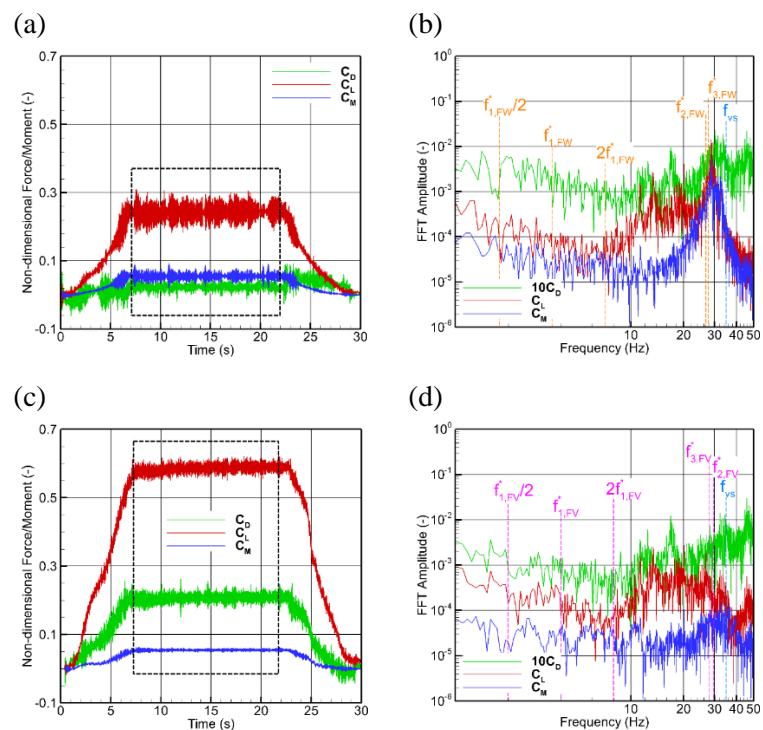 (a)
0.7
0.5
0.3
0.1
-0.1
0 5 10 15 20 25 30
Non-dimensional Force/Moment (-)
Time (s)
C_D
C_L
C_M
(b)
10^0
10^-1
10^-2
10^-3
10^-4
10^-5
10^-6
10 20 30 40 50
FFT Amplitude (-)
Frequency (Hz)
f*_1,FW/2
f*_1,FW
2f*_1,FW
f*_2,FW
f*_3,FW
f_vs
10C_D
C_L
C_M
(c)
0.7
0.5
0.3
0.1
-0.1
0 5 10 15 20 25 30
Non-dimensional Force/Moment (-)
Time (s)
C_D
C_L
C_M
(d)
10^0
10^-1
10^-2
10^-3
10^-4
10^-5
10^-6
10 20 30 40 50
FFT Amplitude (-)
Frequency (Hz)
f*_1,FV/2
f*_1,FV
2f*_1,FV
f*_3,FV
f*_2,FV
f_vs
10C_D
C_L
C_M